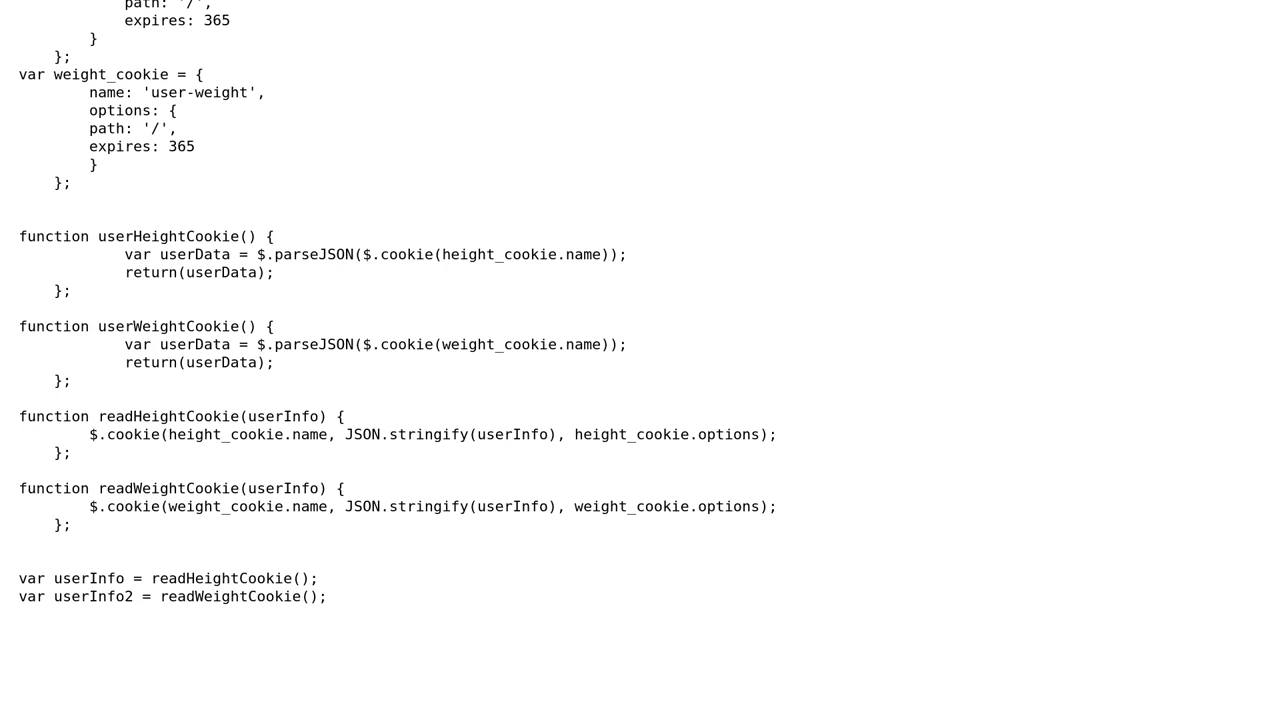 path: '/',
expires: 365
}
};
var weight_cookie = {
name: 'user-weight',
options: {
path: '/',
expires: 365
}
};
function userHeightCookie() {
var userData = $.parseJSON($.cookie(height_cookie.name));
return(userData);
};
function userWeightCookie() {
var userData = $.parseJSON($.cookie(weight_cookie.name));
return(userData);
};
function readHeightCookie(userInfo) {
$.cookie(height_cookie.name, JSON.stringify(userInfo), height_cookie.options);
};
function readWeightCookie(userInfo) {
$.cookie(weight_cookie.name, JSON.stringify(userInfo), weight_cookie.options);
};
var userInfo = readHeightCookie();
var userInfo2 = readWeightCookie();